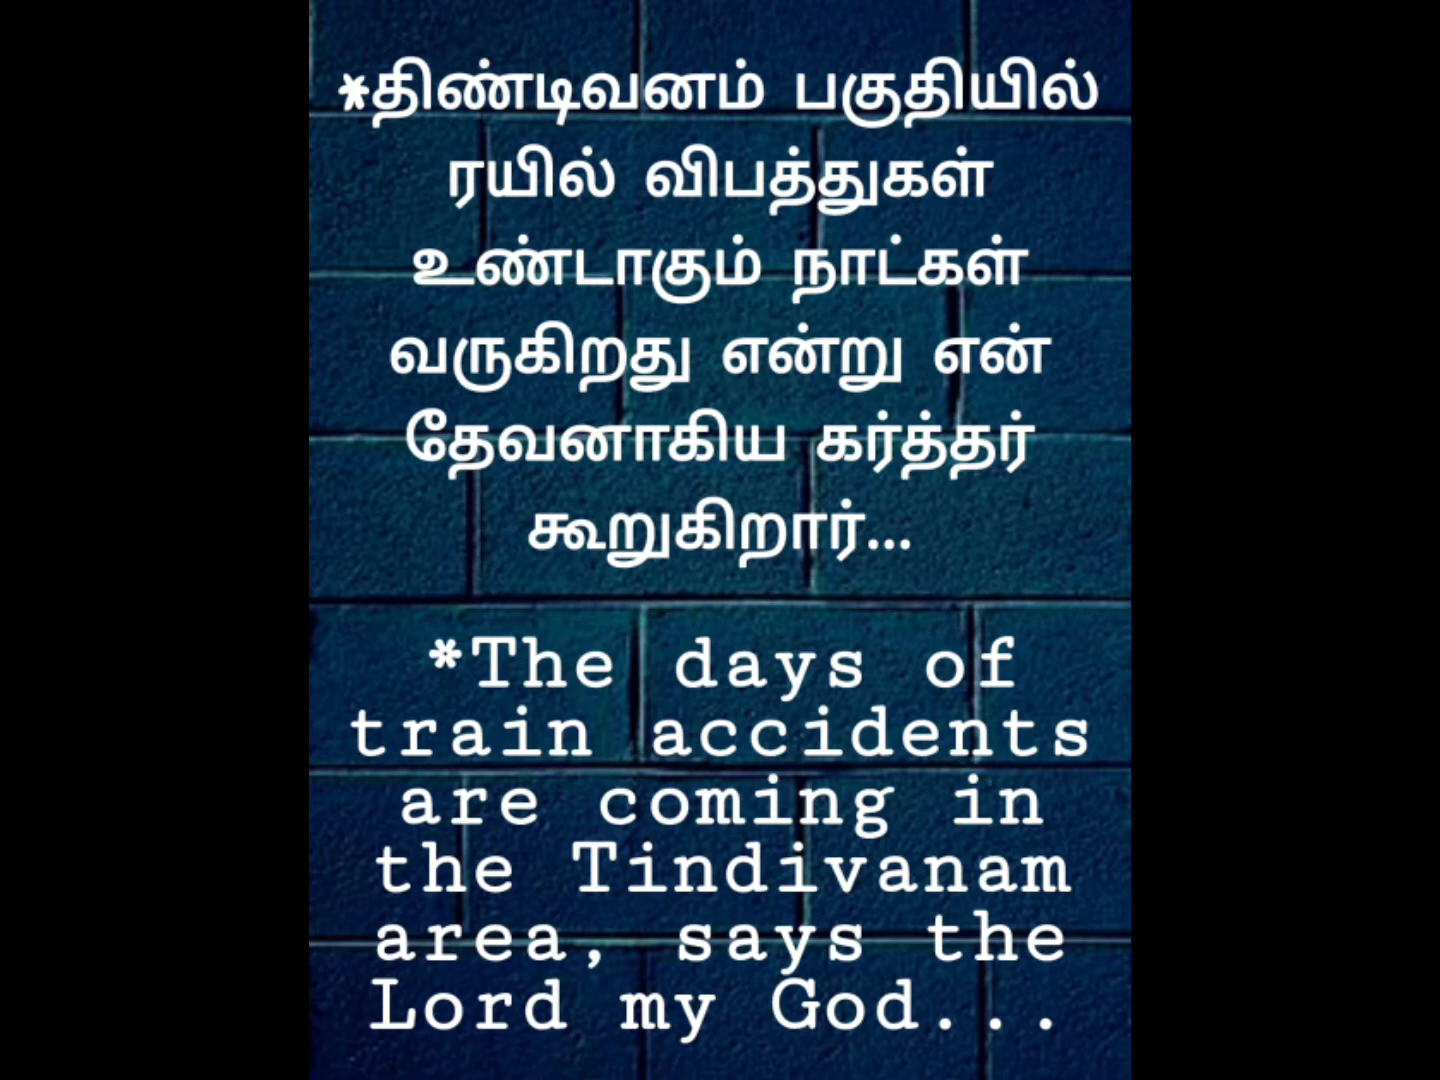 *திண்டிவனம் பகுதியில்
ரயில் விபத்துகள்
உண்டாகும் நாட்கள்
வருகிறது என்று என்
தேவனாகிய கர்த்தர்
கூறுகிறார்...
*The days of
train accidents
are coming in
the Tindivanam
area, says the
Lord my God...